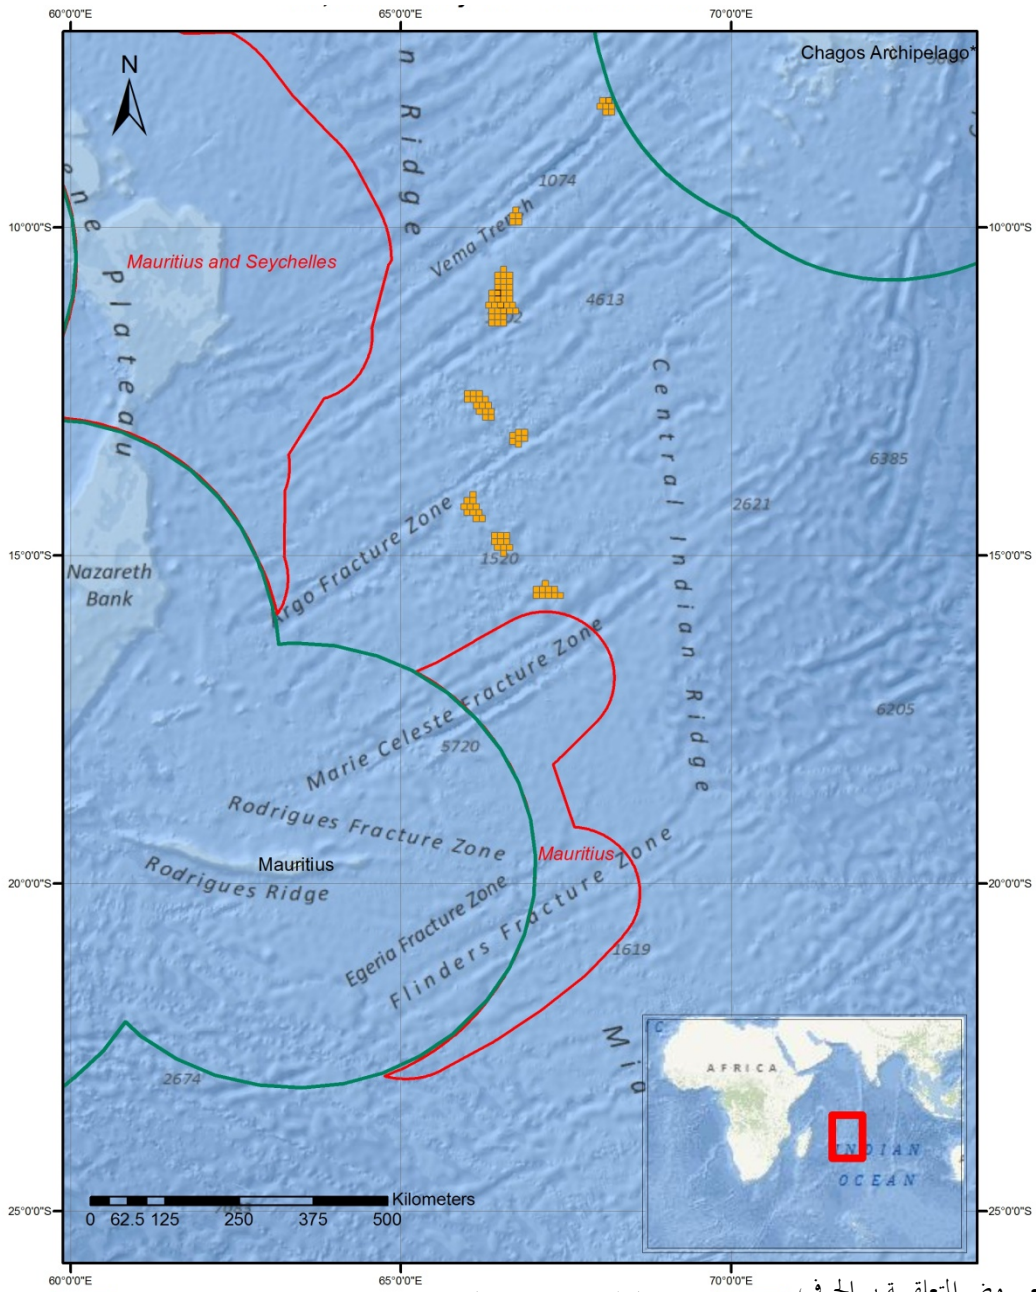 60°0'0"E
65°0'0"E
70°0'0"E
Chagos Archipelago*
N
n Ridge
1074
Vema Trench
10°0'0"S
10°0'0"S
ene Plateau
Mauritius and Seychelles
4613
Central Indian Ridge
6385
2621
Argo Fracture Zone
15°0'0"S
15°0'0"S
1520
Nazareth
Bank
Marie Celeste Fracture Zone
6205
5720
Rodrigues Fracture Zone
Mauritius
Mauritius
Rodrigues Ridge
20°0'0"S
20°0'0"S
Egeria Fracture Zone
Flinders Fracture Zone
1619
Mid
2674
AFRICA
INDIAN
OCEAN
Kilometers
0 62.5 125 250 375 500
25°0'0"S
25°0'0"S
60°0'0"E
65°0'0"E
70°0'0"E